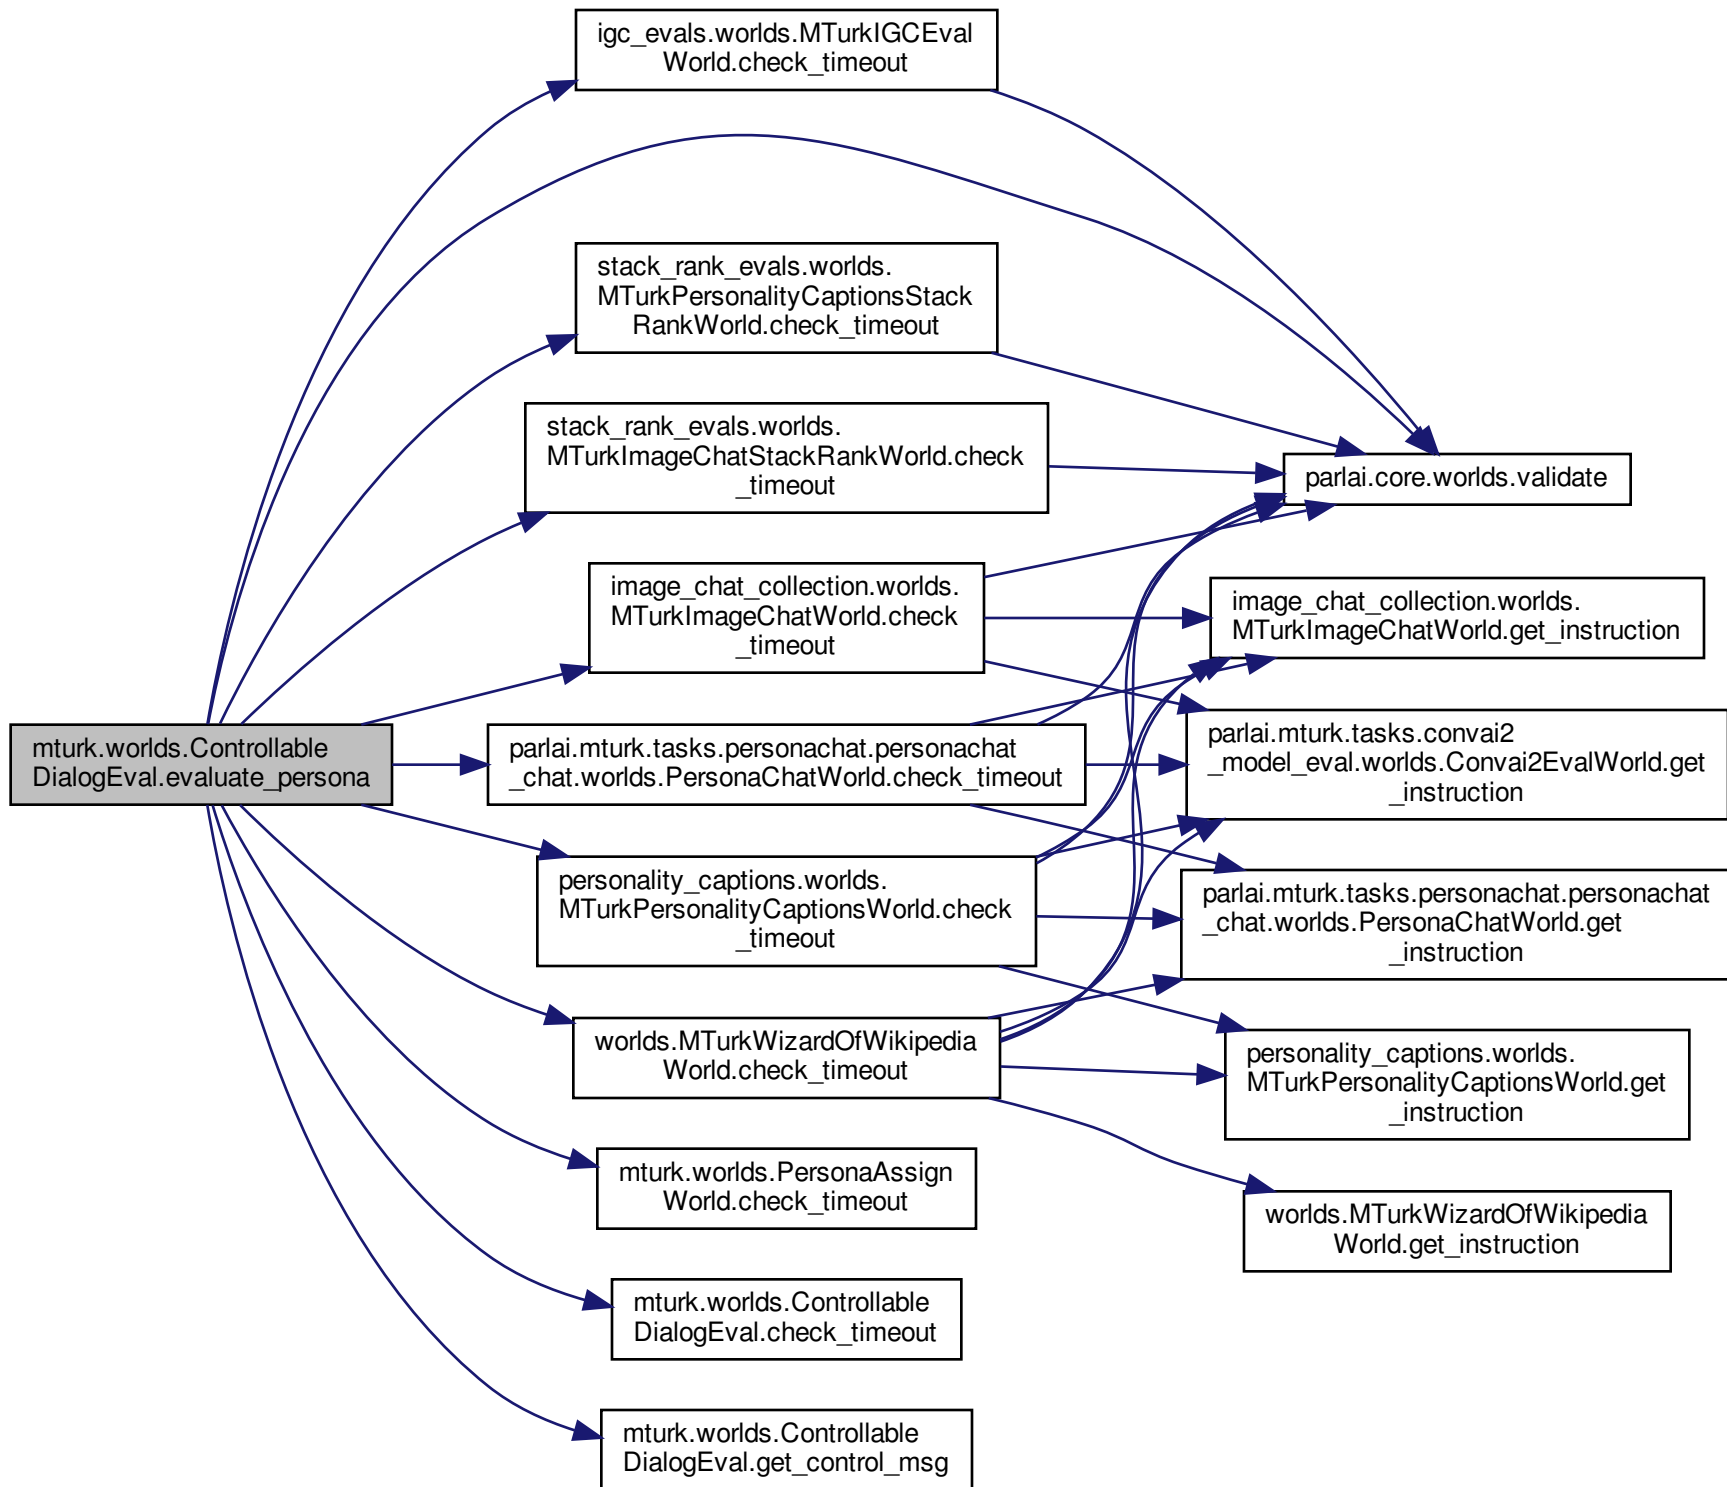 igc_evals.worlds.MTurkIGCEval
World.check_timeout
stack_rank_evals.worlds.
MTurkPersonalityCaptionsStack
RankWorld.check_timeout
stack_rank_evals.worlds.
MTurkImageChatStackRankWorld.check
_timeout
parlai.core.worlds.validate
image_chat_collection.worlds.
MTurkImageChatWorld.check
_timeout
image_chat_collection.worlds.
MTurkImageChatWorld.get_instruction
mturk.worlds.Controllable
DialogEval.evaluate_persona
parlai.mturk.tasks.personachat.personachat
_chat.worlds.PersonaChatWorld.check_timeout
parlai.mturk.tasks.convai2
_model_eval.worlds.Convai2EvalWorld.get
_instruction
personality_captions.worlds.
MTurkPersonalityCaptionsWorld.check
_timeout
parlai.mturk.tasks.personachat.personachat
_chat.worlds.PersonaChatWorld.get
_instruction
worlds.MTurkWizardOfWikipedia
World.check_timeout
personality_captions.worlds.
MTurkPersonalityCaptionsWorld.get
_instruction
mturk.worlds.PersonaAssign
World.check_timeout
worlds.MTurkWizardOfWikipedia
World.get_instruction
mturk.worlds.Controllable
DialogEval.check_timeout
mturk.worlds.Controllable
DialogEval.get_control_msg